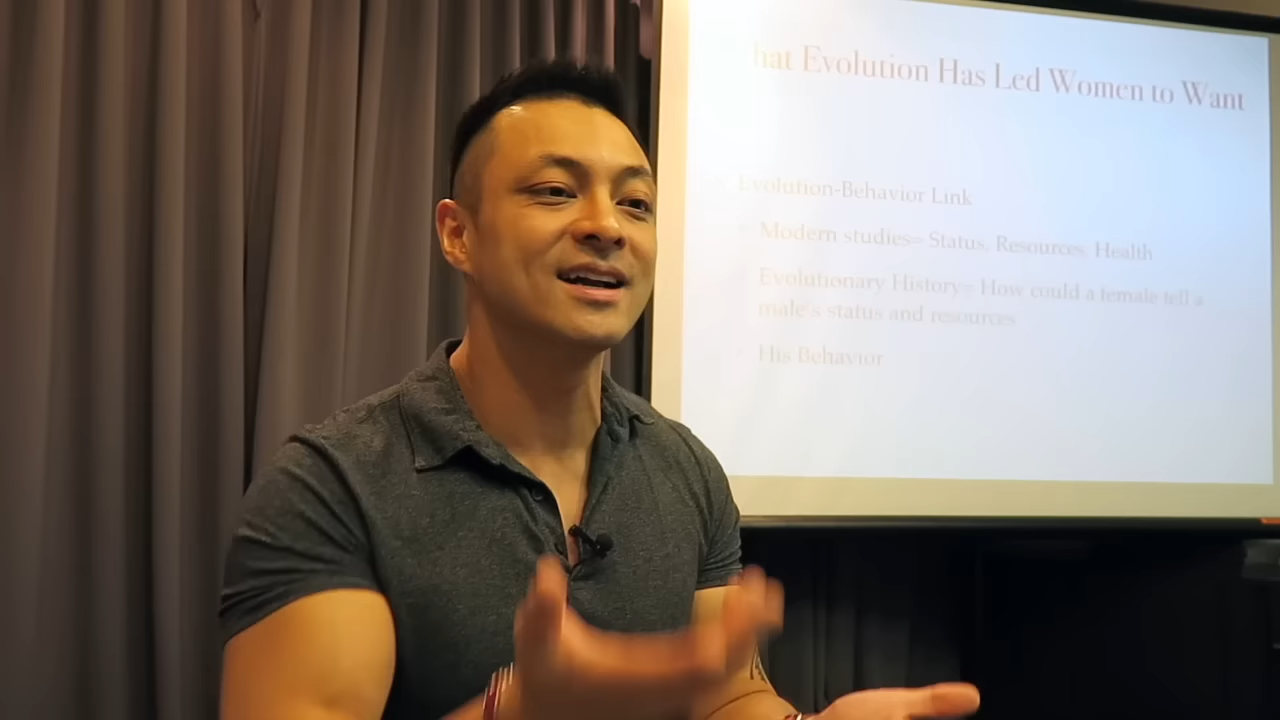 hat Evolution Has Led Women to Want
Evolution-Behavior Link
Modern studies= Status, Resources, Health
Evolutionary History= How could a female tell a
male's status and resources
His Behavior